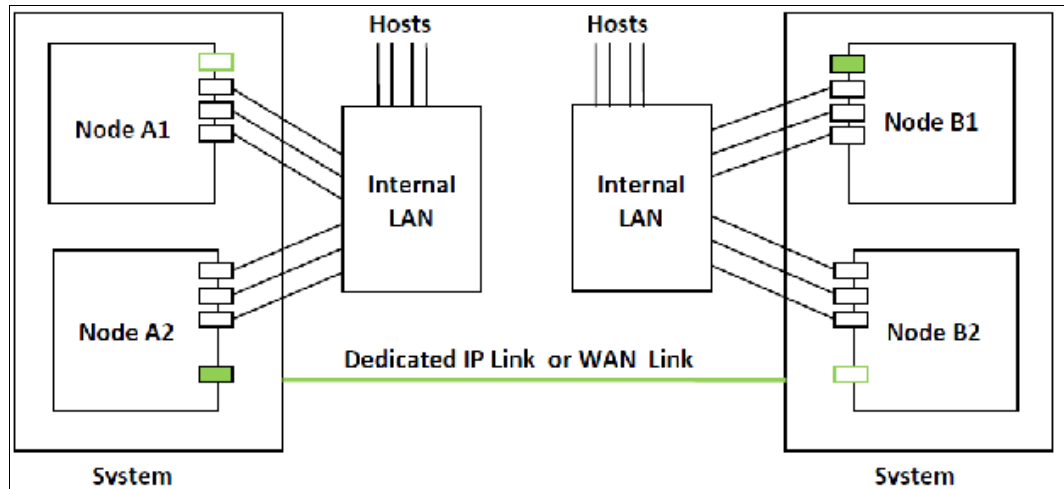 Hosts
Hosts
Node A1
Node B1
Internal
LAN
Internal
LAN
Node A2
Node B2
Dedicated IP Link or WAN Link
System
System